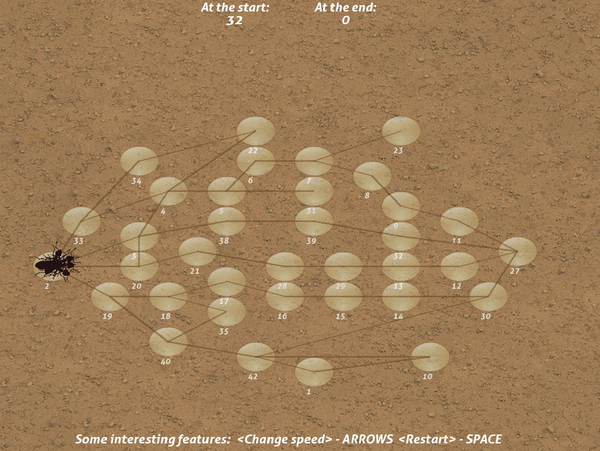 At the start: At the end:
32 0
22 23
34 6 7
8
4 5 31
33 38 39 9 11
3
2 20 21 28 29 32 13 12 27
19 18 17 16 15 14 30
35
40 42 10
1
Some interesting features: <Change speed> - ARROWS <Restart> - SPACE